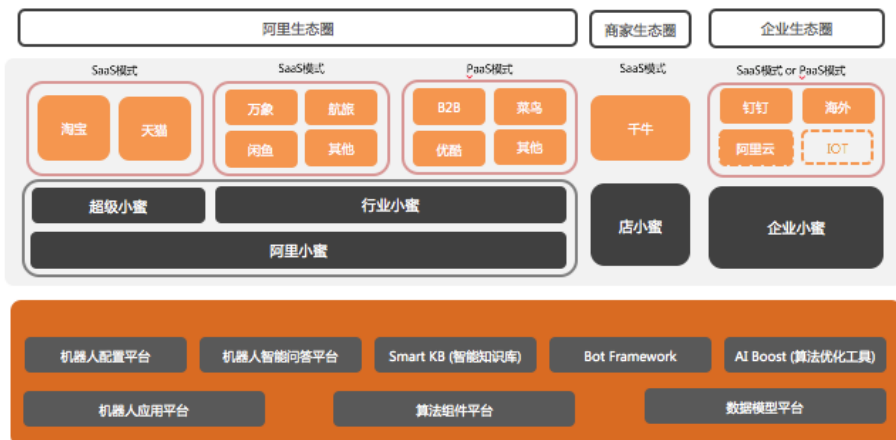 阿里生态圈
商家生态圈
企业生态圈
SaaS模式
SaaS模式
PaaS模式
SaaS模式
SaaS模式 or PaaS模式
淘宝
天猫
万象
航旅
闲鱼
其他
B2B
菜鸟
优酷
其他
千牛
钉钉
海外
阿里云
IOT
超级小蜜
行业小蜜
阿里小蜜
店小蜜
企业小蜜
机器人配置平台
机器人智能问答平台
Smart KB (智能知识库)
Bot Framework
AI Boost (算法优化工具)
机器人应用平台
算法组件平台
数据模型平台